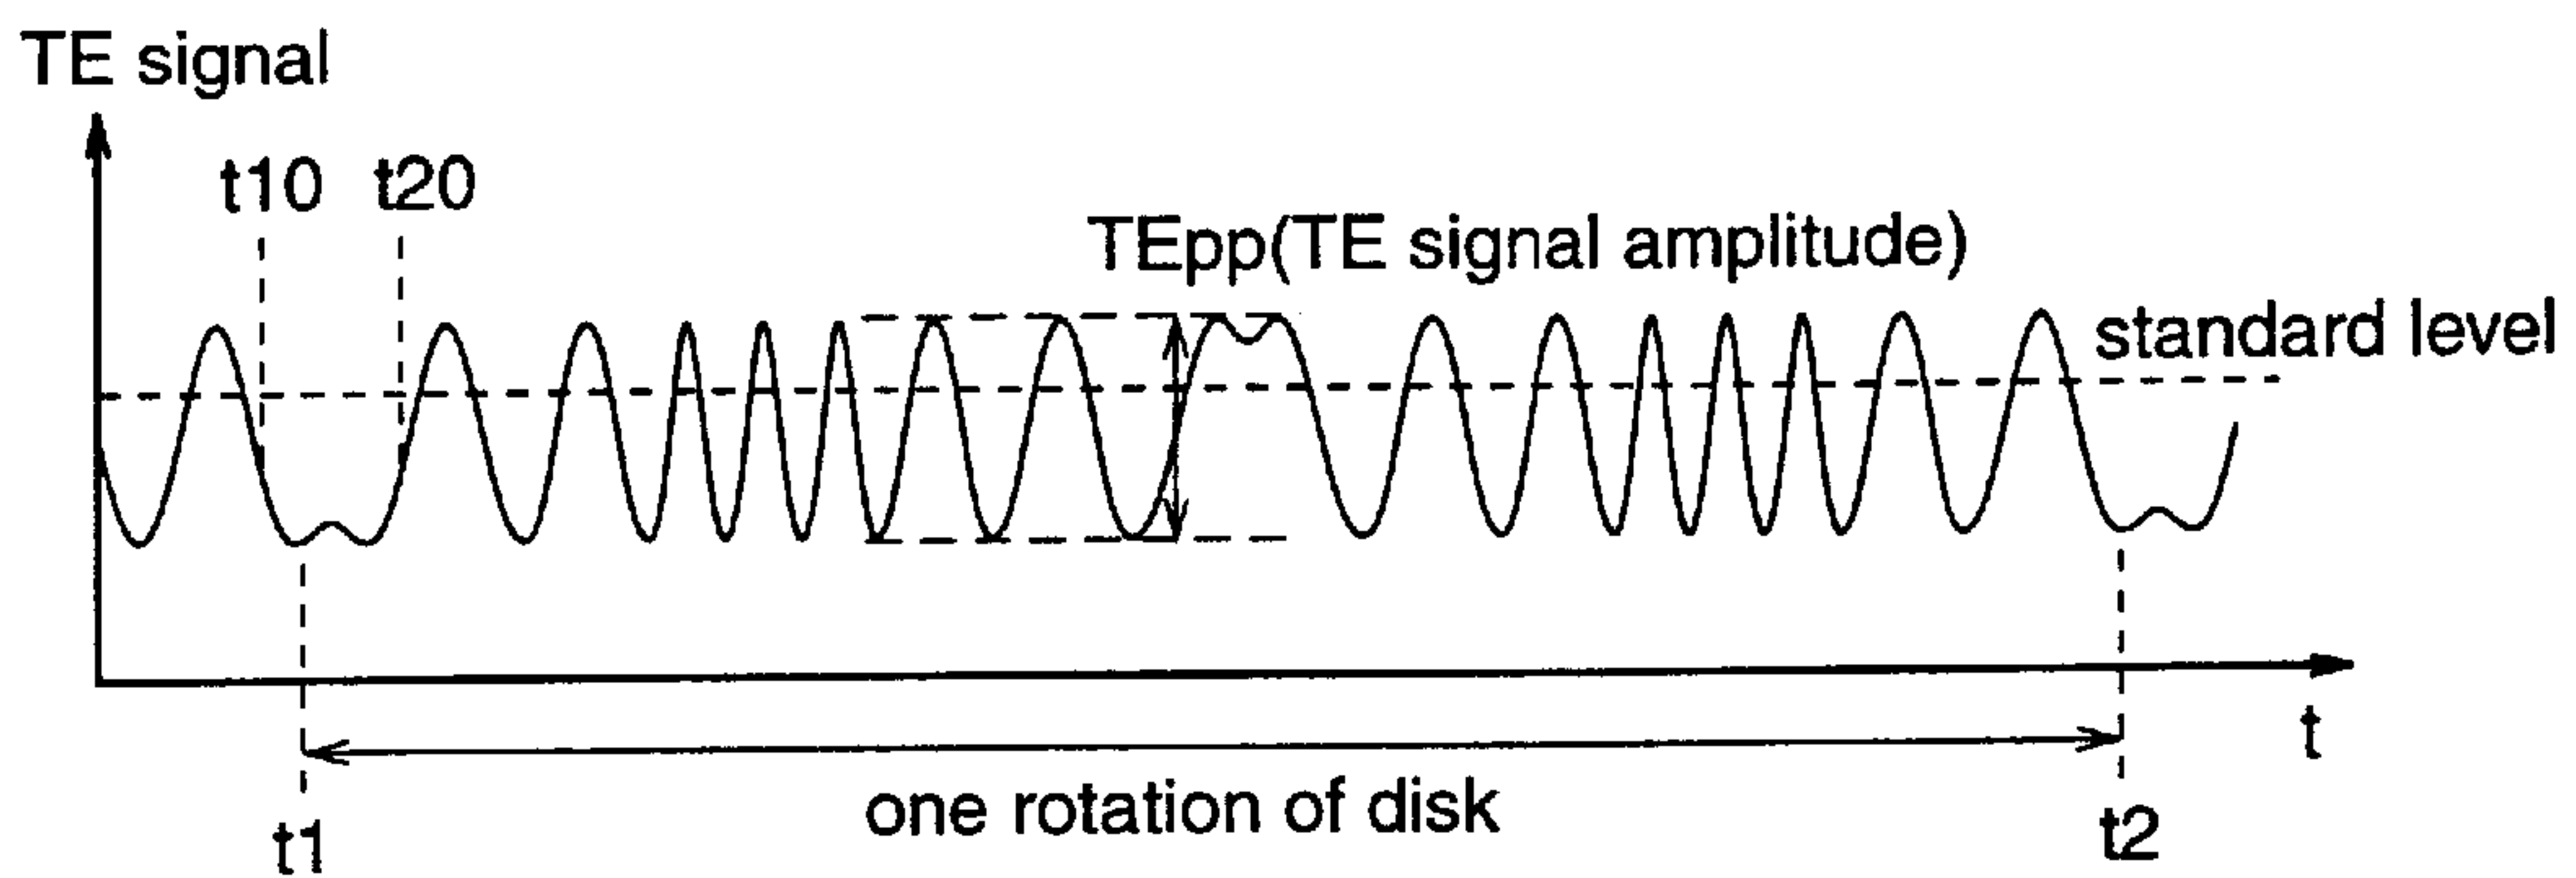 TE signal
t10 t20
TEpp(TE signal amplitude)
standard level
t
one rotation of disk
t1
t2